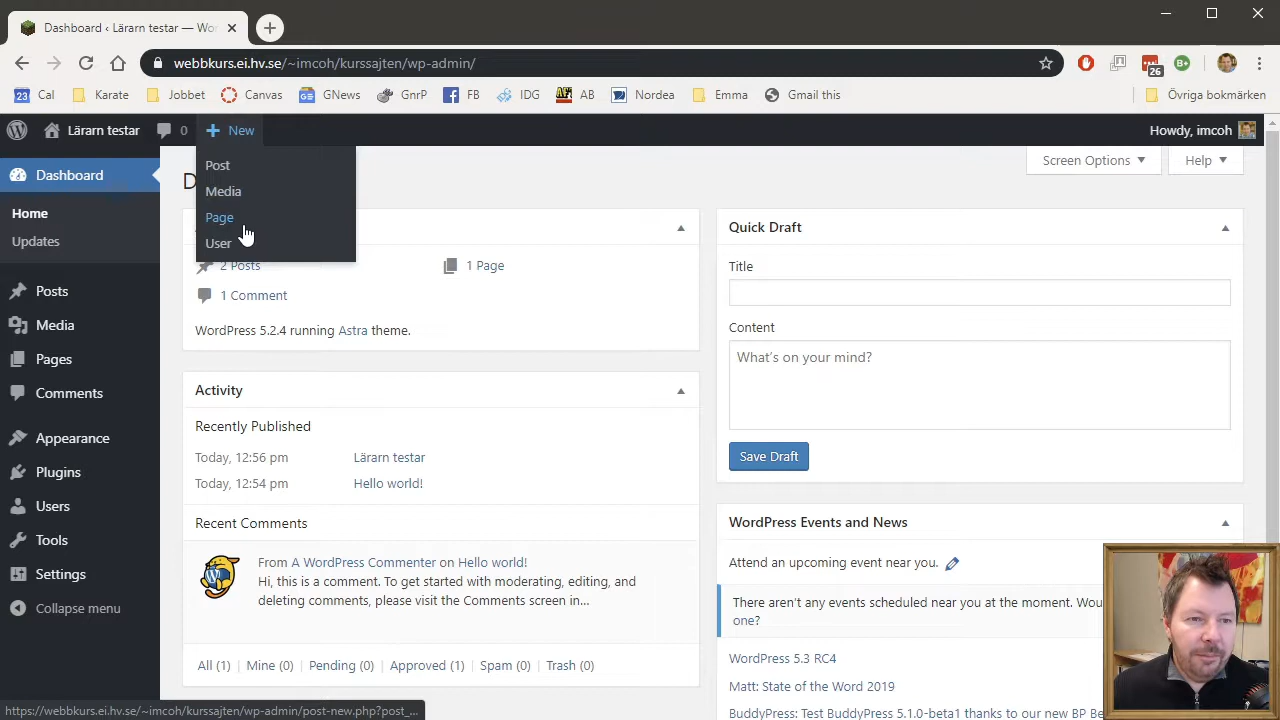 Dashboard ‹ Lärarn testar — Wo
webbkurs.ei.hv.se/~imcoh/kurssajten/wp-admin/
26
23 Cal
Karate
Jobbet
Canvas
GNews
GnrP
FB
IDG
AB
Nordea
Emma
Gmail this
Övriga bokmärken
Lärarn testar
0
New
Howdy, imcoh
Post
Media
Page
User
Screen Options
Help
Dashboard
Home
Updates
Posts
Media
Pages
Comments
Appearance
Plugins
Users
Tools
Settings
Collapse menu
D
2 Posts
1 Page
1 Comment
WordPress 5.2.4 running Astra theme.
Activity
Recently Published
Today, 12:56 pm Lärarn testar
Today, 12:54 pm Hello world!
Recent Comments
From A WordPress Commenter on Hello world!
Hi, this is a comment. To get started with moderating, editing, and
deleting comments, please visit the Comments screen in…
All (1) | Mine (0) | Pending (0) | Approved (1) | Spam (0) | Trash (0)
Quick Draft
Title
Content
What's on your mind?
Save Draft
WordPress Events and News
Attend an upcoming event near you.
There aren't any events scheduled near you at the moment. Wou
one?
WordPress 5.3 RC4
Matt: State of the Word 2019
BuddyPress: Test BuddyPress 5.1.0-beta1 thanks to our new BP Be
https://webbkurs.ei.hv.se/~imcoh/kurssajten/wp-admin/post-new.php?post_...